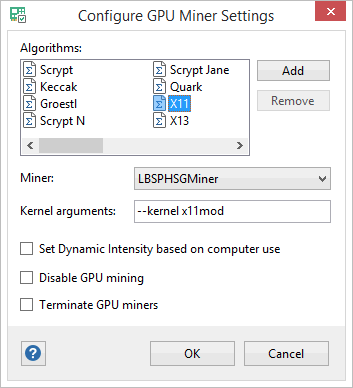 Configure GPU Miner Settings
Algorithms:
Scrypt Scrypt Jane
Keccak Quark
Groestl X11
Scrypt N X13
Add
Remove
Miner: LBSPHSGMiner
Kernel arguments: --kernel x11mod
Set Dynamic Intensity based on computer use
Disable GPU mining
Terminate GPU miners
? OK Cancel